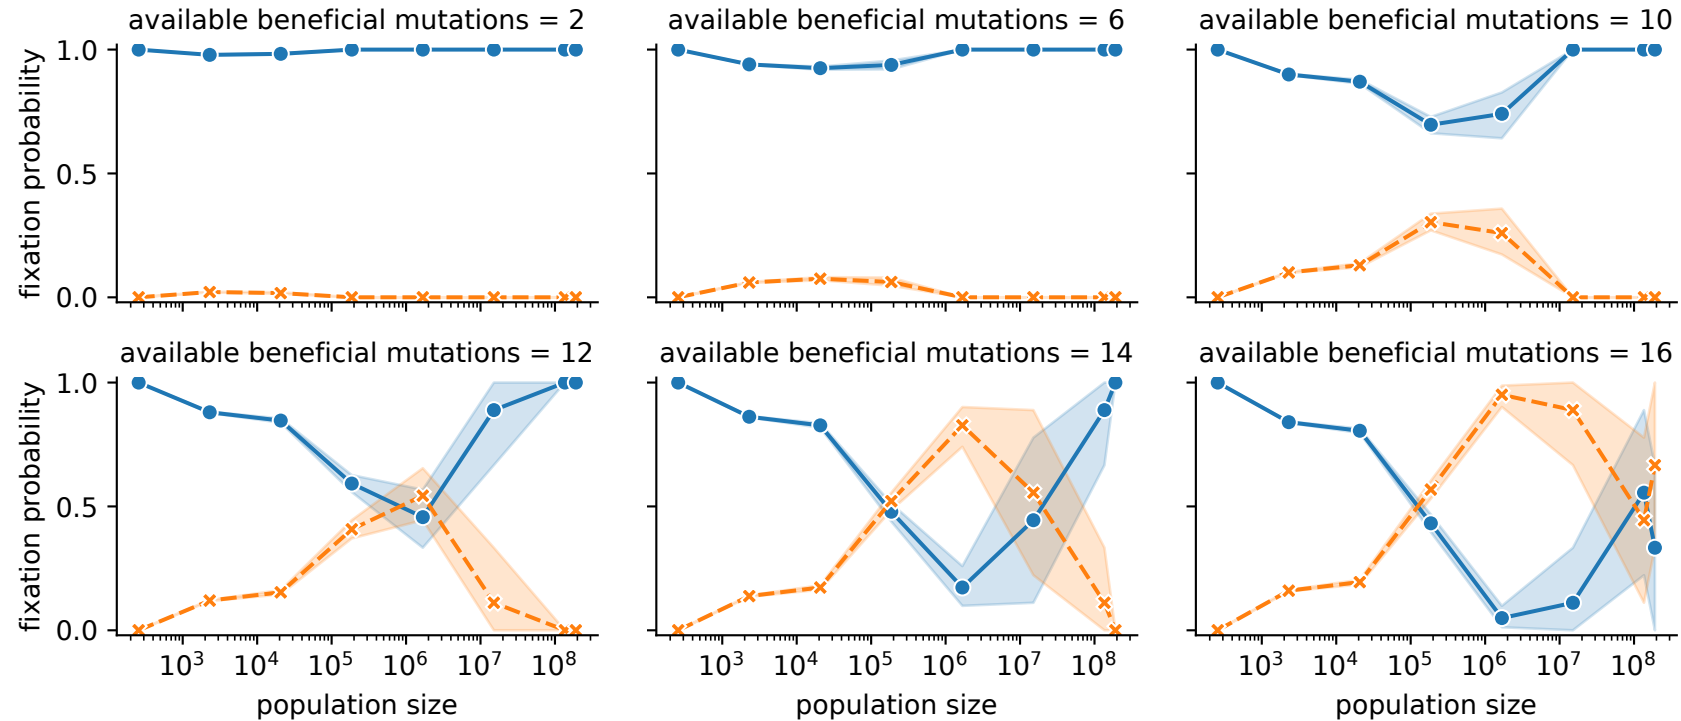 available beneficial mutations = 2
available beneficial mutations = 6
available beneficial mutations = 10
fixation probability
1.0
0.5
0.0
available beneficial mutations = 12
available beneficial mutations = 14
available beneficial mutations = 16
fixation probability
1.0
0.5
0.0
10³ 10⁴ 10⁵ 10⁶ 10⁷ 10⁸
10³ 10⁴ 10⁵ 10⁶ 10⁷ 10⁸
10³ 10⁴ 10⁵ 10⁶ 10⁷ 10⁸
population size
population size
population size